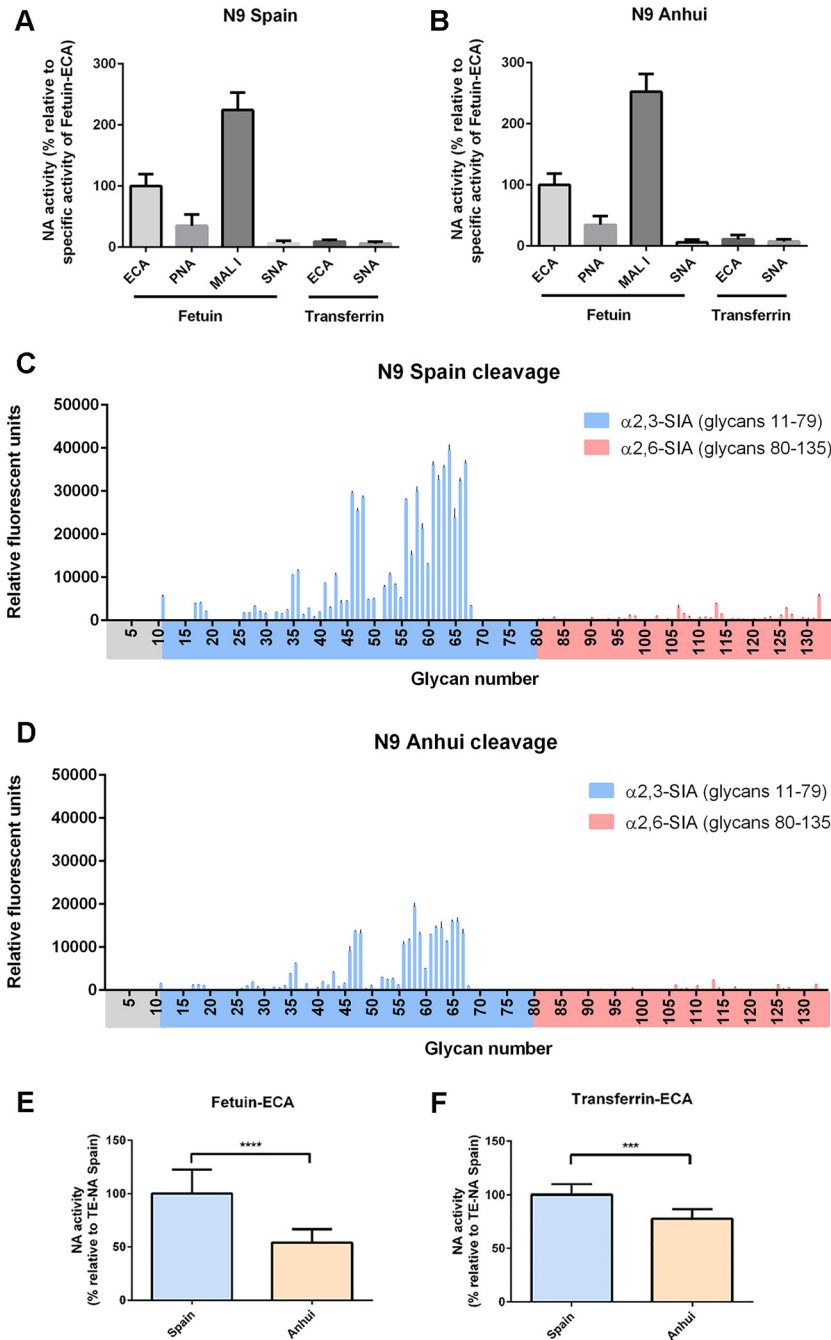 A
N9 Spain
NA activity (% relative to
specific activity of Fetuin-ECA)
300
200
100
0
ECA
PNA
MAL I
SNA
ECA
SNA
Fetuin
Transferrin
B
N9 Anhui
NA activity (% relative to
specific activity of Fetuin-ECA)
300
200
100
0
ECA
PNA
MAL I
SNA
ECA
SNA
Fetuin
Transferrin
C
N9 Spain cleavage
Relative fluorescent units
50000
40000
30000
20000
10000
0
α2,3-SIA (glycans 11-79)
α2,6-SIA (glycans 80-135)
5 10 15 20 25 30 35 40 45 50 55 60 65 70 75 80 85 90 95 100 105 110 115 120 125 130
Glycan number
D
N9 Anhui cleavage
Relative fluorescent units
50000
40000
30000
20000
10000
0
α2,3-SIA (glycans 11-79)
α2,6-SIA (glycans 80-135
5 10 15 20 25 30 35 40 45 50 55 60 65 70 75 80 85 90 95 100 105 110 115 120 125 130
Glycan number
E
Fetuin-ECA
NA activity
(% relative to TE-NA Spain)
150
100
50
0
****
Spain
Anhui
F
Transferrin-ECA
NA activity
(% relative to TE-NA Spain)
150
100
50
0
***
Spain
Anhui